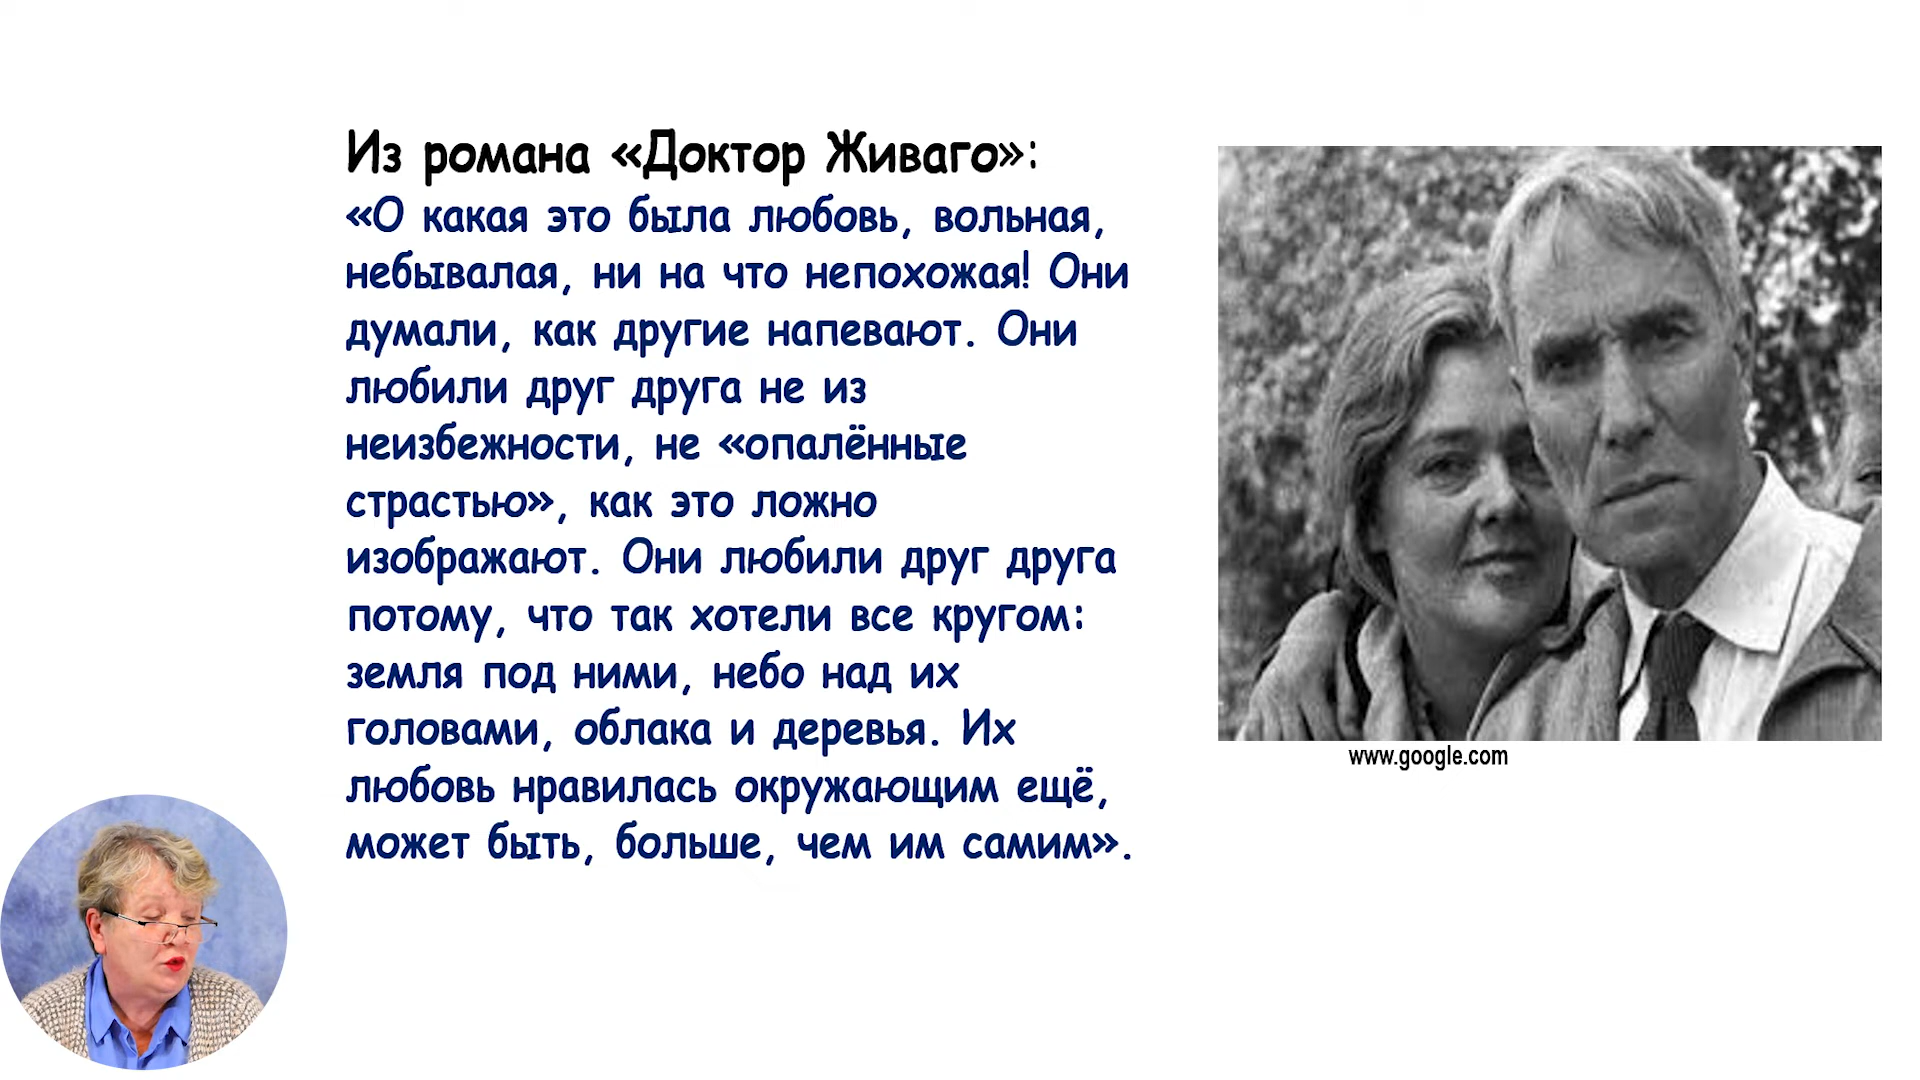 Из романа «Доктор Живаго»:
«О какая это была любовь, вольная,
небывалая, ни на что непохожая! Они
думали, как другие напевают. Они
любили друг друга не из
неизбежности, не «опалённые
страстью», как это ложно
изображают. Они любили друг друга
потому, что так хотели все кругом:
земля под ними, небо над их
головами, облака и деревья. Их
любовь нравилась окружающим ещё,
может быть, больше, чем им самим».
www.google.com